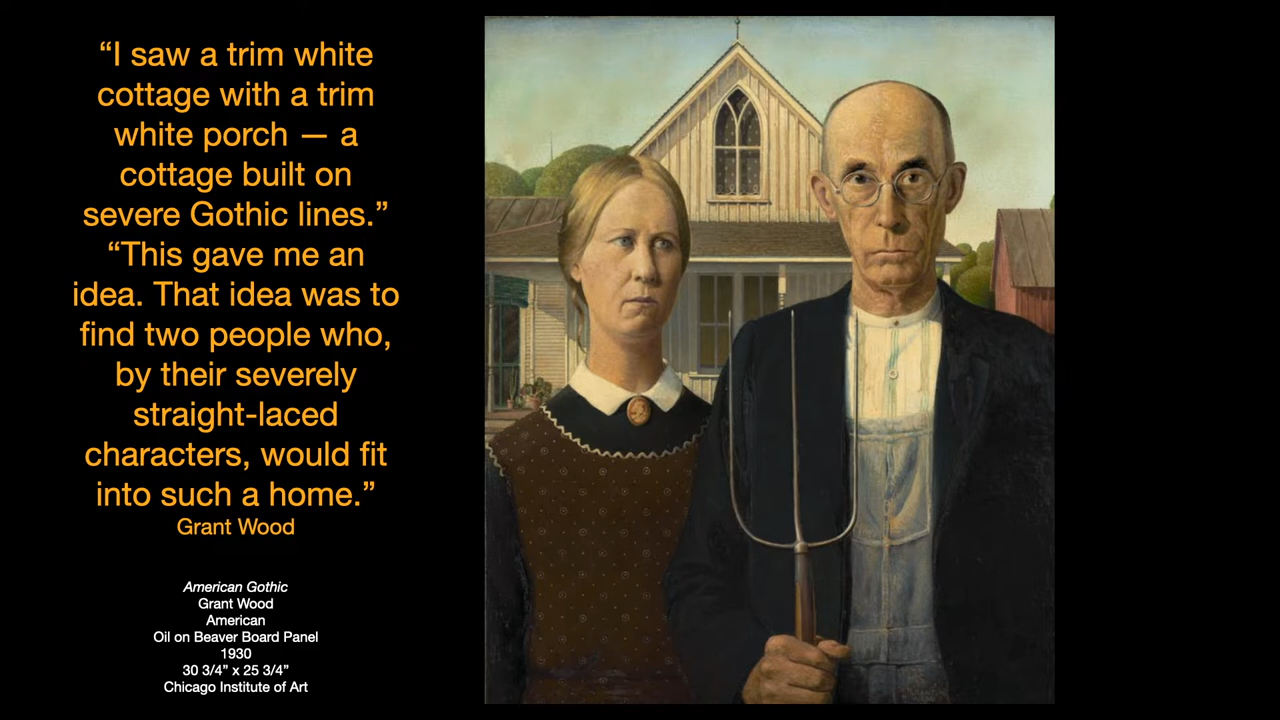 “I saw a trim white
cottage with a trim
white porch — a
cottage built on
severe Gothic lines.”
“This gave me an
idea. That idea was to
find two people who,
by their severely
straight-laced
characters, would fit
into such a home.”
Grant Wood
American Gothic
Grant Wood
American
Oil on Beaver Board Panel
1930
30 3/4” x 25 3/4”
Chicago Institute of Art